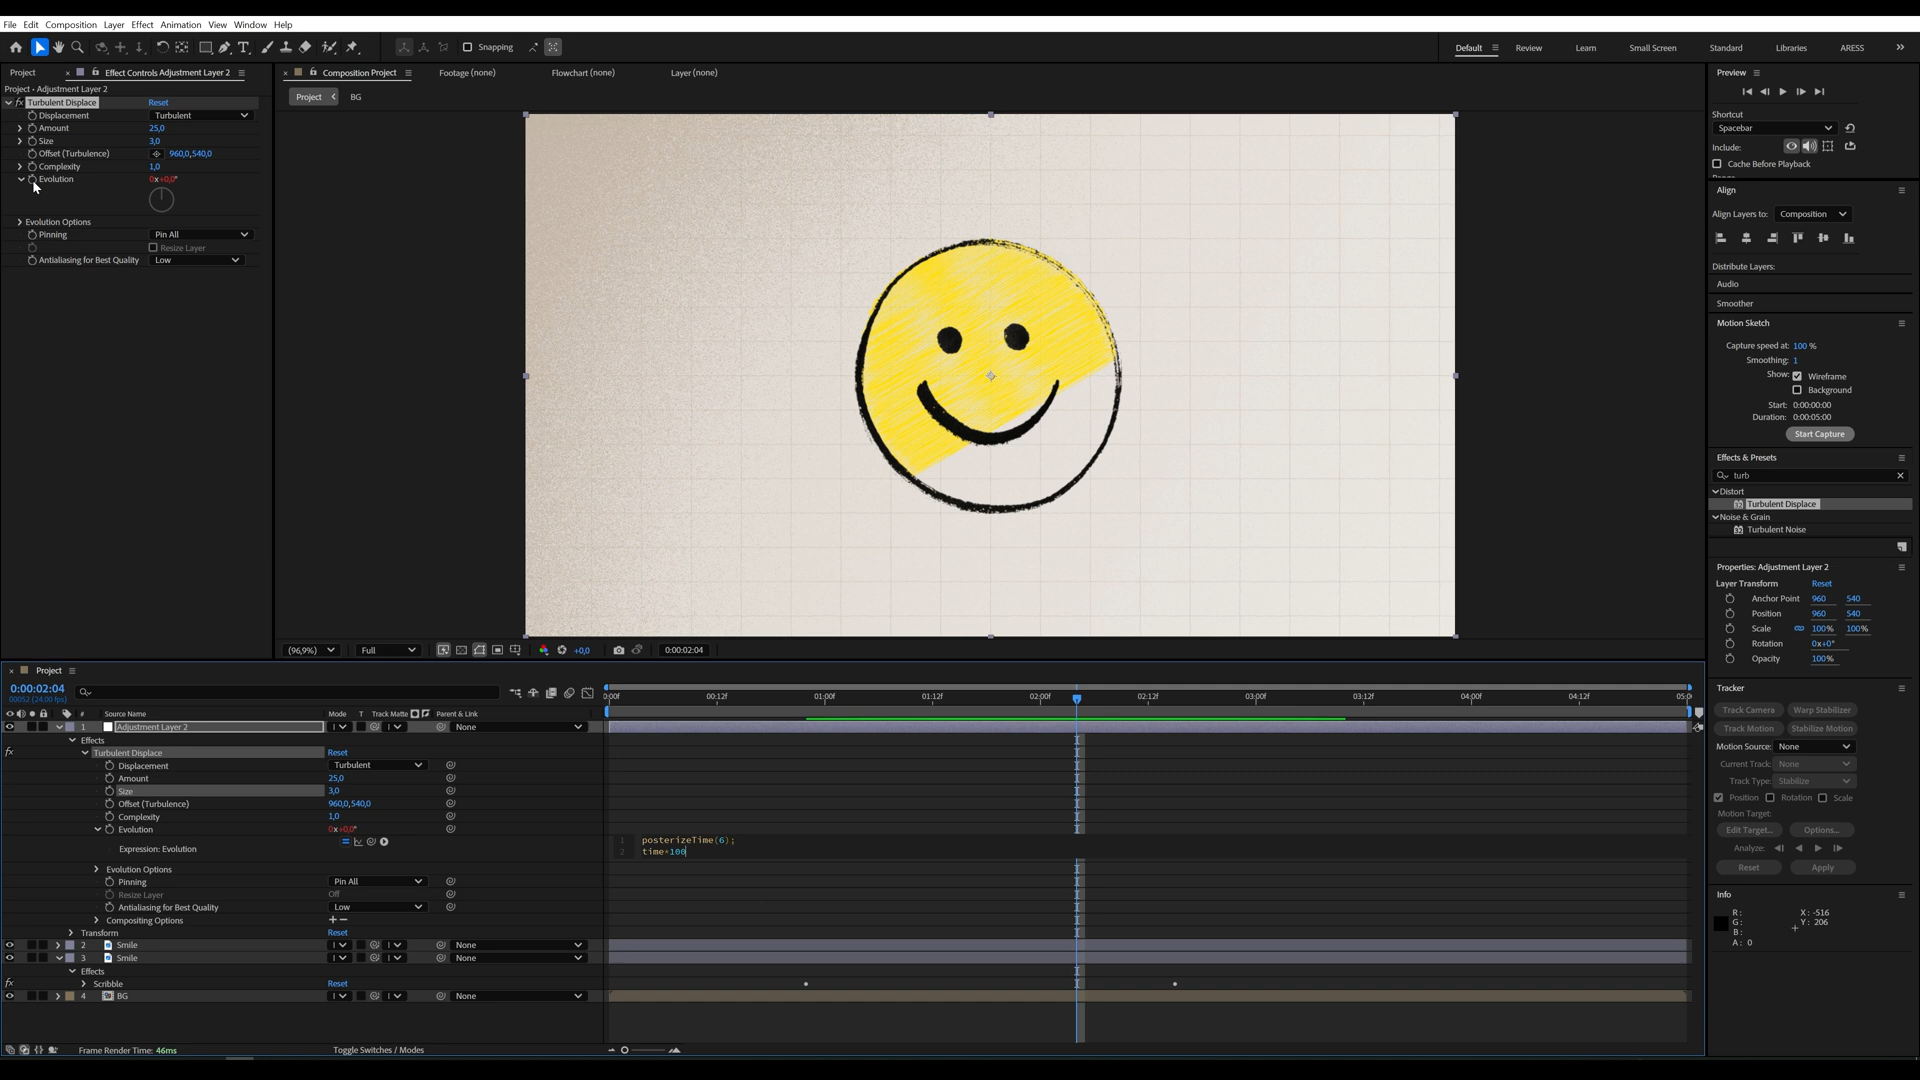 File Edit Composition Layer Effect Animation View Window Help
Snapping
Default Review Learn Small Screen Standard Libraries ARESS
Project Effect Controls Adjustment Layer 2
Project • Adjustment Layer 2
fx Turbulent Displace Reset
Displacement Turbulent
Amount 25,0
Size 3,0
Offset (Turbulence) 960,0,540,0
Complexity 1,0
Evolution 0x+0,0°
Evolution Options
Pinning Pin All
Resize Layer
Antialiasing for Best Quality Low
Composition Project Footage (none) Flowchart (none) Layer (none)
Project BG
(96,9%) Full +0,0 0:00:02:04
Preview
Shortcut
Spacebar
Include:
Cache Before Playback
Align
Align Layers to: Composition
Distribute Layers:
Audio
Smoother
Motion Sketch
Capture speed at: 100 %
Smoothing: 1
Show: Wireframe
Background
Start: 0:00:00:00
Duration: 0:00:05:00
Start Capture
Effects & Presets
turb
Distort
Turbulent Displace
Noise & Grain
Turbulent Noise
Properties: Adjustment Layer 2
Layer Transform Reset
Anchor Point 960 540
Position 960 540
Scale 100% 100%
Rotation 0x+0°
Opacity 100%
Tracker
Track Camera Warp Stabilizer
Track Motion Stabilize Motion
Motion Source: None
Current Track: None
Track Type: Stabilize
Position Rotation Scale
Motion Target:
Edit Target... Options...
Analyze:
Reset Apply
Info
R: X: -516
G: Y: 206
B:
A: 0
Project
0:00:02:04
00052 (24.00 fps)
0:00f 00:12f 01:00f 01:12f 02:00f 02:12f 03:00f 03:12f 04:00f 04:12f 05:0
# Source Name Mode T Track Matte Parent & Link
1 Adjustment Layer 2 None
Effects
fx Turbulent Displace Reset
Displacement Turbulent
Amount 25,0
Size 3,0
Offset (Turbulence) 960,0,540,0
Complexity 1,0
Evolution 0x+0,0°
Expression: Evolution
1 posterizeTime(6);
2 time*100
Evolution Options
Pinning Pin All
Resize Layer Off
Antialiasing for Best Quality Low
Compositing Options +−
Transform Reset
2 Smile None
3 Smile None
Effects
fx Scribble Reset
4 BG None
Frame Render Time: 46ms Toggle Switches / Modes